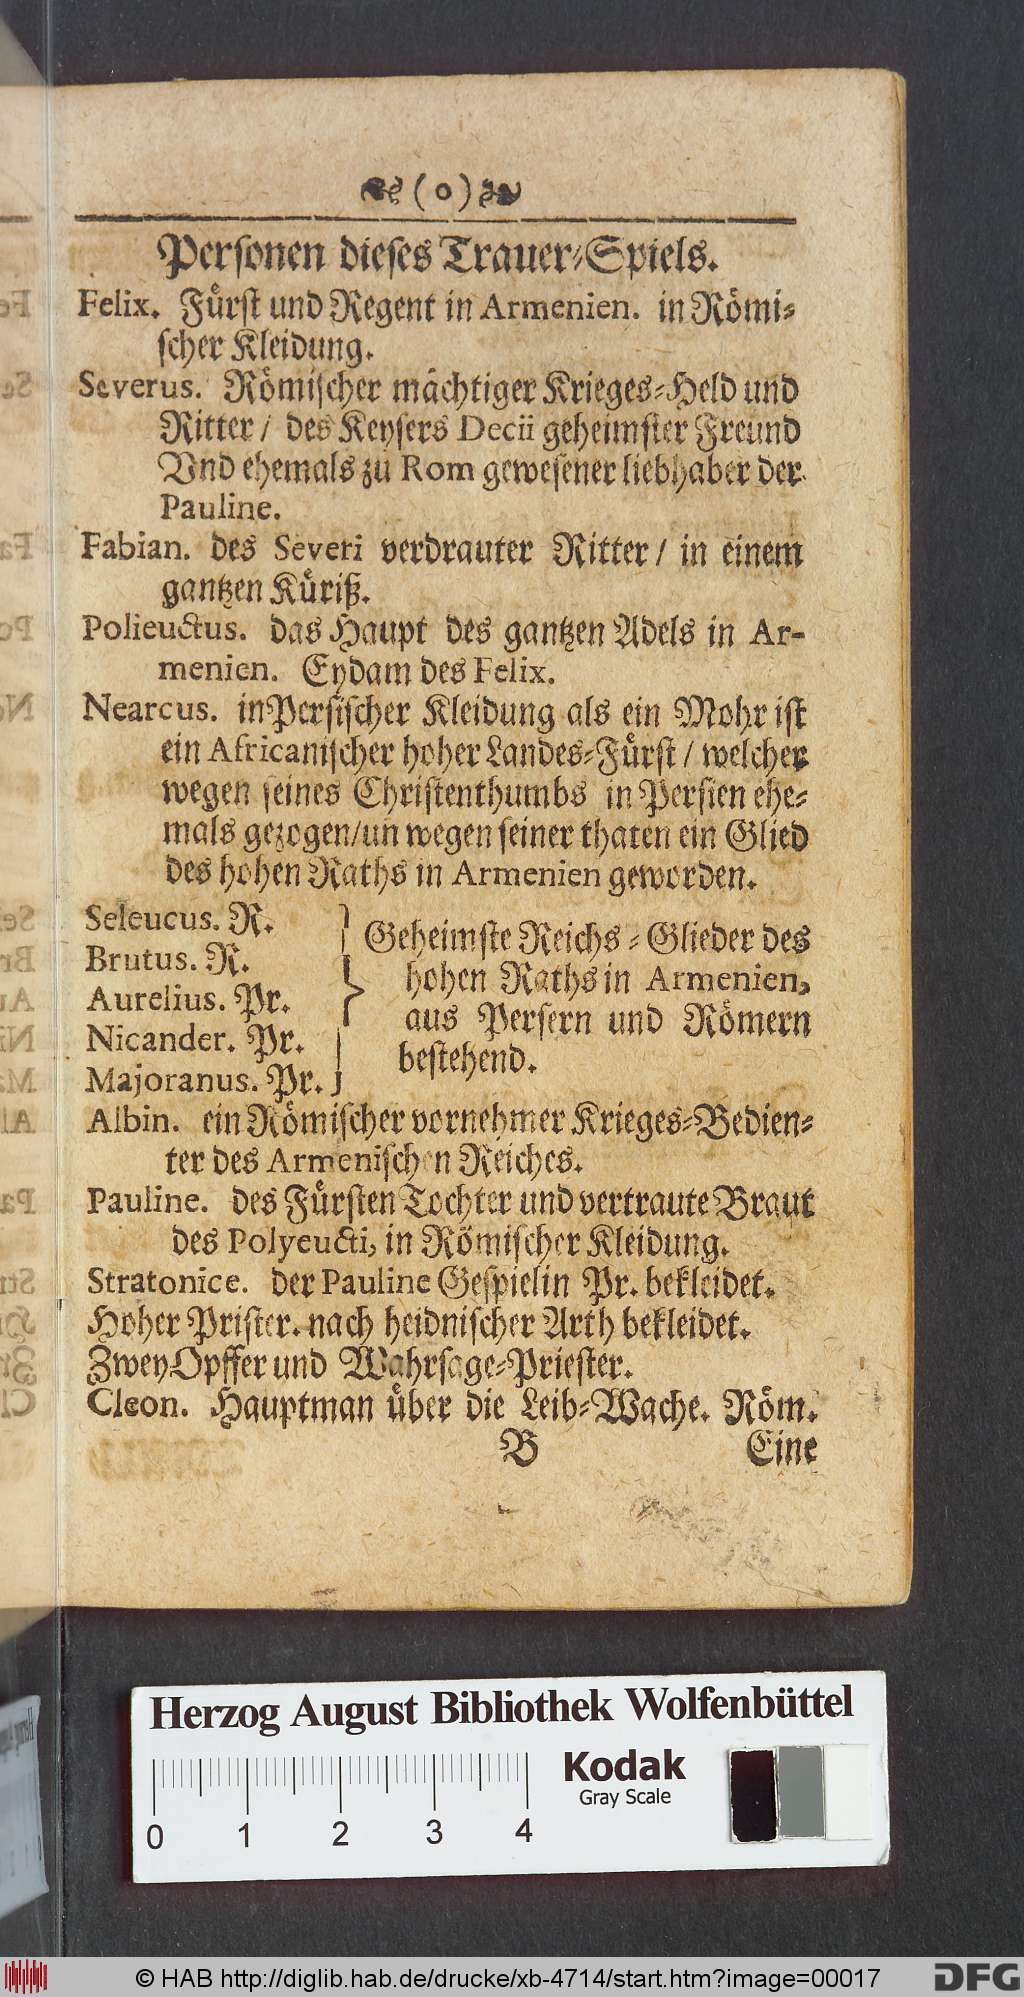 (o)
Personen dieses Trauer-Spiels.
Felix. Fürst und Regent in Armenien. in Römi-
scher Kleidung.
Severus. Römischer mächtiger Krieges-Held und
Ritter / des Keysers Decii geheimster Freund
Vnd ehemals zu Rom gewesener liebhaber der
Pauline.
Fabian. des Severi verdrauter Ritter / in einem
gantzen Küriß.
Polieuctus. das Haupt des gantzen Adels in Ar-
menien. Eydam des Felix.
Nearcus. in Persischer Kleidung als ein Mohr ist
ein Africanischer hoher Landes-Fürst / welcher
wegen seines Christenthumbs in Persien ehe-
mals gezogen/un wegen seiner thaten ein Glied
des hohen Raths in Armenien geworden.
Seleucus. R.
Brutus. R.
Aurelius. Pr.
Nicander. Pr.
Majoranus. Pr.
Geheimste Reichs-Glieder des
hohen Raths in Armenien,
aus Persern und Römern
bestehend.
Albin. ein Römischer vornehmer Krieges-Bedien-
ter des Armenischen Reiches.
Pauline. des Fürsten Tochter und vertraute Braut
des Polyeucti, in Römischer Kleidung.
Stratonice. der Pauline Gespielin Pr. bekleidet.
Hoher Prister. nach heidnischer Arth bekleidet.
Zwey Opffer und Wahrsage-Priester.
Cleon. Hauptman über die Leib-Wache. Röm.
B Eine
Herzog August Bibliothek Wolfenbüttel
Kodak
Gray Scale
0 1 2 3 4
© HAB http://diglib.hab.de/drucke/xb-4714/start.htm?image=00017
DFG